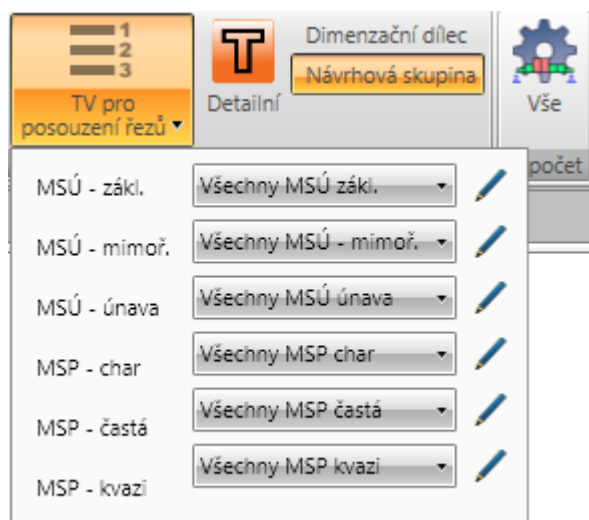 1
2
3
TV pro
posouzení řezů
Detailní
Dimenzační dílec
Návrhová skupina
Vše
počet
MSÚ - zákl.
Všechny MSÚ zákl.
MSÚ - mimoř.
Všechny MSÚ - mimoř.
MSÚ - únava
Všechny MSÚ únava
MSP - char
Všechny MSP char
MSP - častá
Všechny MSP častá
MSP - kvazi
Všechny MSP kvazi